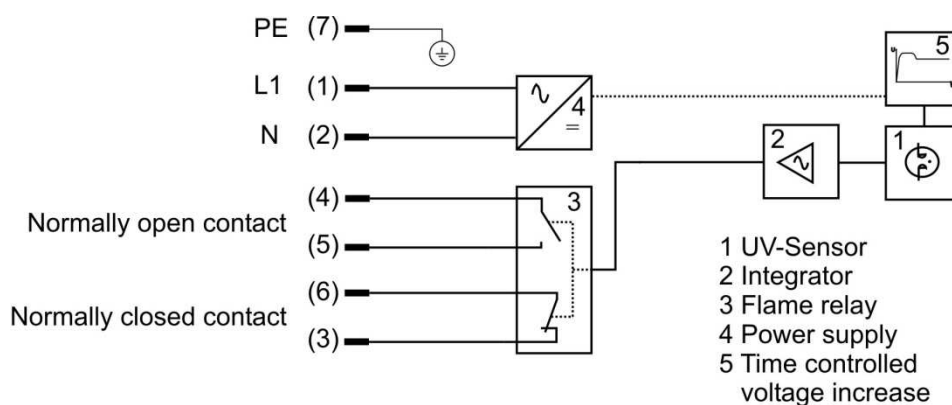 PE (7)
L1 (1)
N (2)
4
=
5
u
1
2
Normally open contact
(4)
(5)
3
Normally closed contact
(6)
(3)
1 UV-Sensor
2 Integrator
3 Flame relay
4 Power supply
5 Time controlled
voltage increase